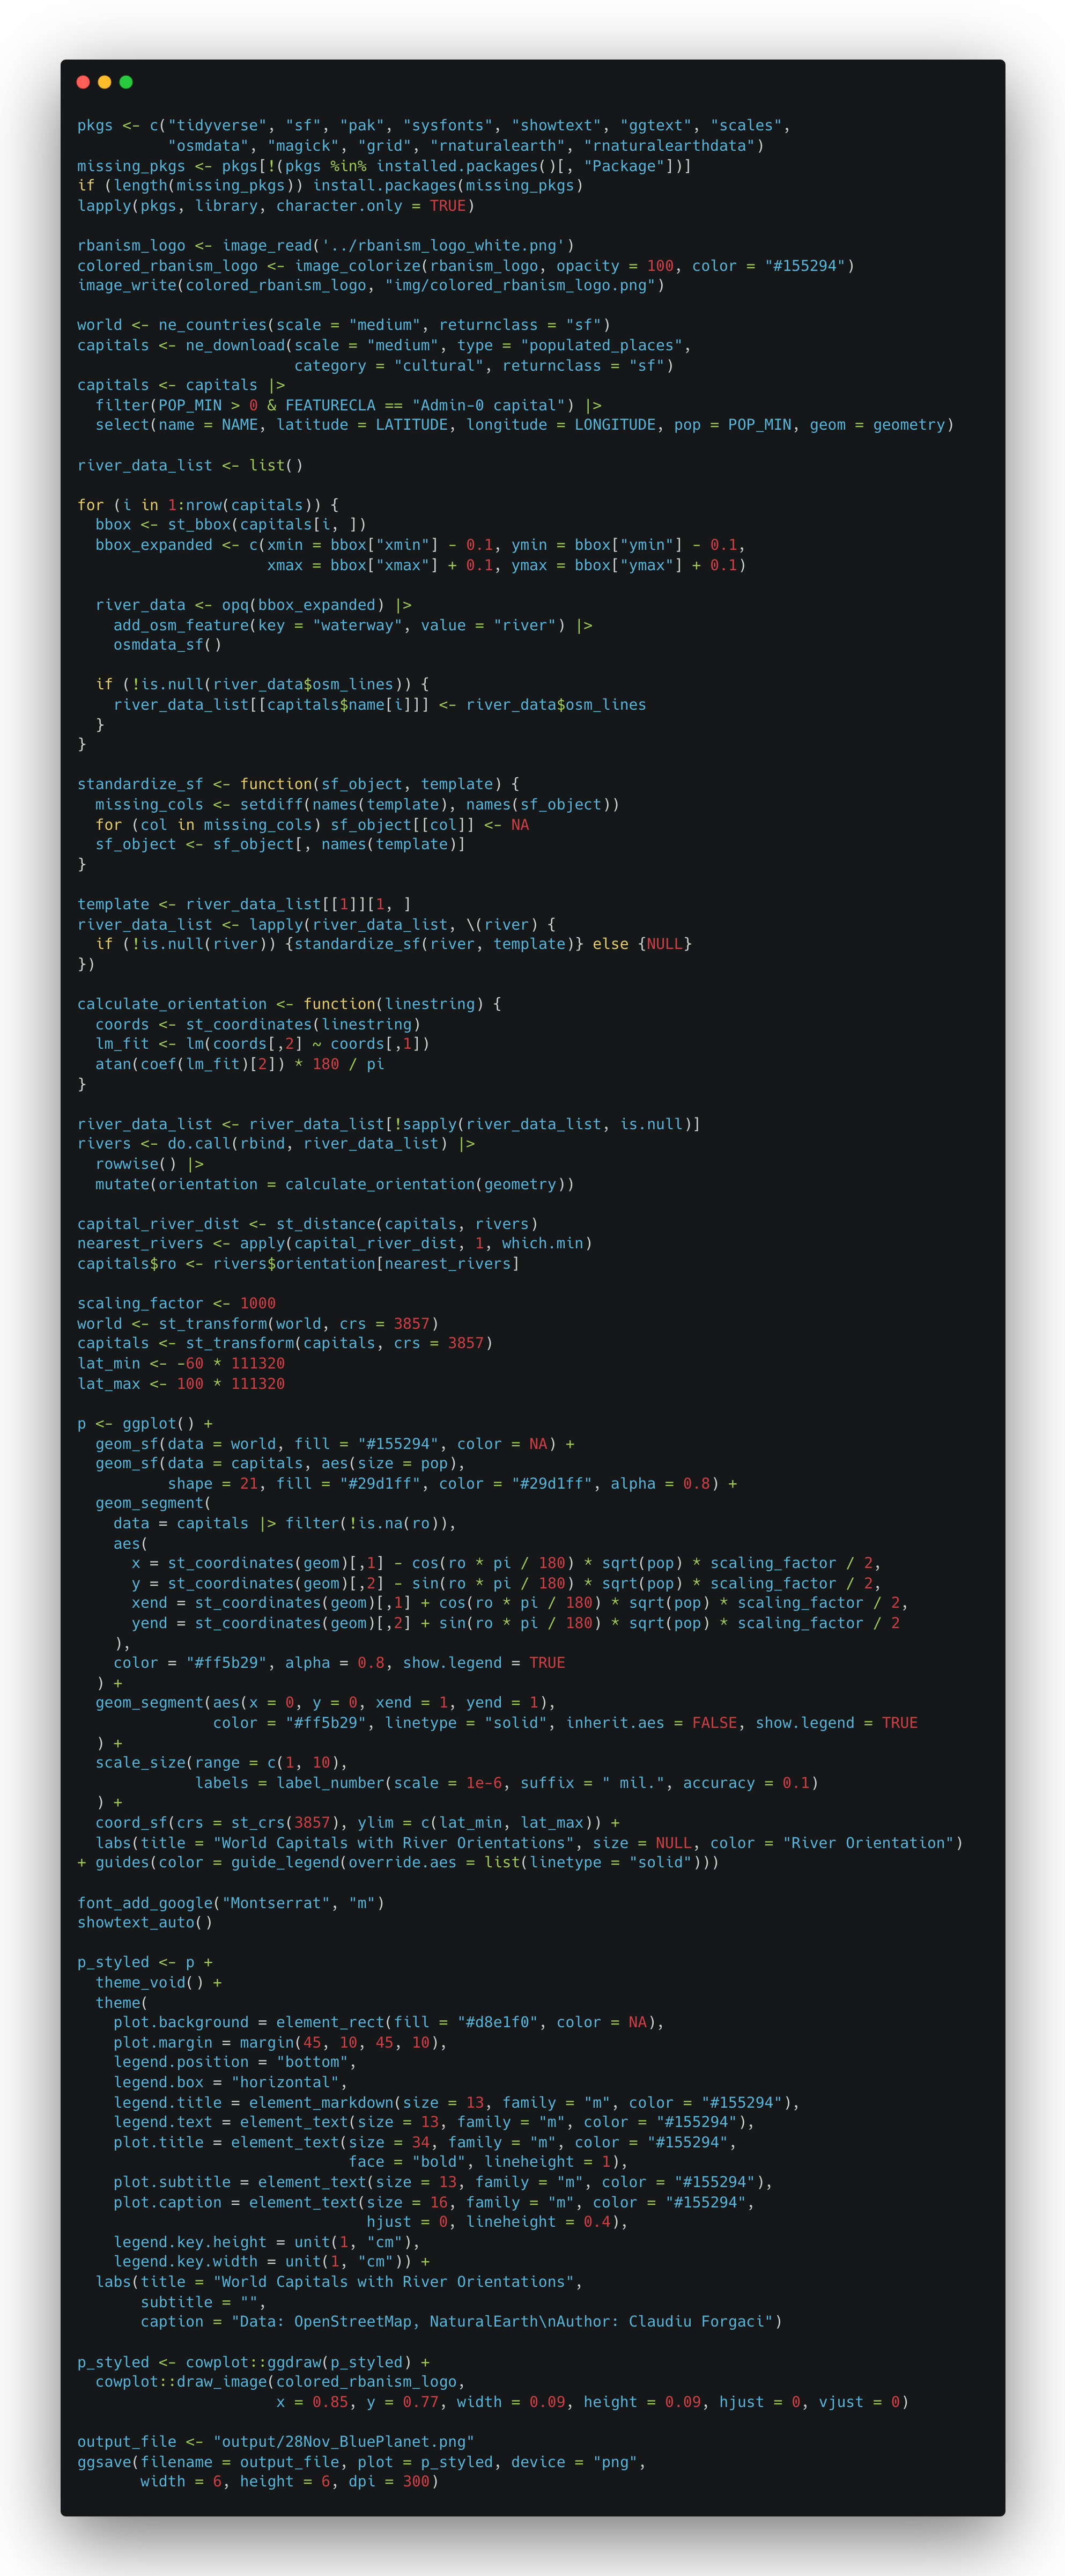 pkgs <- c("tidyverse", "sf", "pak", "sysfonts", "showtext", "ggtext", "scales",
          "osmdata", "magick", "grid", "rnaturalearth", "rnaturalearthdata")
missing_pkgs <- pkgs[!(pkgs %in% installed.packages()[, "Package"])]
if (length(missing_pkgs)) install.packages(missing_pkgs)
lapply(pkgs, library, character.only = TRUE)

rbanism_logo <- image_read('../rbanism_logo_white.png')
colored_rbanism_logo <- image_colorize(rbanism_logo, opacity = 100, color = "#155294")
image_write(colored_rbanism_logo, "img/colored_rbanism_logo.png")

world <- ne_countries(scale = "medium", returnclass = "sf")
capitals <- ne_download(scale = "medium", type = "populated_places",
                        category = "cultural", returnclass = "sf")
capitals <- capitals |>
  filter(POP_MIN > 0 & FEATURECLA == "Admin-0 capital") |>
  select(name = NAME, latitude = LATITUDE, longitude = LONGITUDE, pop = POP_MIN, geom = geometry)

river_data_list <- list()

for (i in 1:nrow(capitals)) {
  bbox <- st_bbox(capitals[i, ])
  bbox_expanded <- c(xmin = bbox["xmin"] - 0.1, ymin = bbox["ymin"] - 0.1,
                     xmax = bbox["xmax"] + 0.1, ymax = bbox["ymax"] + 0.1)

  river_data <- opq(bbox_expanded) |>
    add_osm_feature(key = "waterway", value = "river") |>
    osmdata_sf()

  if (!is.null(river_data$osm_lines)) {
    river_data_list[[capitals$name[i]]] <- river_data$osm_lines
  }
}

standardize_sf <- function(sf_object, template) {
  missing_cols <- setdiff(names(template), names(sf_object))
  for (col in missing_cols) sf_object[[col]] <- NA
  sf_object <- sf_object[, names(template)]
}

template <- river_data_list[[1]][1, ]
river_data_list <- lapply(river_data_list, \(river) {
  if (!is.null(river)) {standardize_sf(river, template)} else {NULL}
})

calculate_orientation <- function(linestring) {
  coords <- st_coordinates(linestring)
  lm_fit <- lm(coords[,2] ~ coords[,1])
  atan(coef(lm_fit)[2]) * 180 / pi
}

river_data_list <- river_data_list[!sapply(river_data_list, is.null)]
rivers <- do.call(rbind, river_data_list) |>
  rowwise() |>
  mutate(orientation = calculate_orientation(geometry))

capital_river_dist <- st_distance(capitals, rivers)
nearest_rivers <- apply(capital_river_dist, 1, which.min)
capitals$ro <- rivers$orientation[nearest_rivers]

scaling_factor <- 1000
world <- st_transform(world, crs = 3857)
capitals <- st_transform(capitals, crs = 3857)
lat_min <- -60 * 111320
lat_max <- 100 * 111320

p <- ggplot() +
  geom_sf(data = world, fill = "#155294", color = NA) +
  geom_sf(data = capitals, aes(size = pop),
          shape = 21, fill = "#29d1ff", color = "#29d1ff", alpha = 0.8) +
  geom_segment(
    data = capitals |> filter(!is.na(ro)),
    aes(
      x = st_coordinates(geom)[,1] - cos(ro * pi / 180) * sqrt(pop) * scaling_factor / 2,
      y = st_coordinates(geom)[,2] - sin(ro * pi / 180) * sqrt(pop) * scaling_factor / 2,
      xend = st_coordinates(geom)[,1] + cos(ro * pi / 180) * sqrt(pop) * scaling_factor / 2,
      yend = st_coordinates(geom)[,2] + sin(ro * pi / 180) * sqrt(pop) * scaling_factor / 2
    ),
    color = "#ff5b29", alpha = 0.8, show.legend = TRUE
  ) +
  geom_segment(aes(x = 0, y = 0, xend = 1, yend = 1),
               color = "#ff5b29", linetype = "solid", inherit.aes = FALSE, show.legend = TRUE
  ) +
  scale_size(range = c(1, 10),
             labels = label_number(scale = 1e-6, suffix = " mil.", accuracy = 0.1)
  ) +
  coord_sf(crs = st_crs(3857), ylim = c(lat_min, lat_max)) +
  labs(title = "World Capitals with River Orientations", size = NULL, color = "River Orientation")
+ guides(color = guide_legend(override.aes = list(linetype = "solid")))

font_add_google("Montserrat", "m")
showtext_auto()

p_styled <- p +
  theme_void() +
  theme(
    plot.background = element_rect(fill = "#d8e1f0", color = NA),
    plot.margin = margin(45, 10, 45, 10),
    legend.position = "bottom",
    legend.box = "horizontal",
    legend.title = element_markdown(size = 13, family = "m", color = "#155294"),
    legend.text = element_text(size = 13, family = "m", color = "#155294"),
    plot.title = element_text(size = 34, family = "m", color = "#155294",
                              face = "bold", lineheight = 1),
    plot.subtitle = element_text(size = 13, family = "m", color = "#155294"),
    plot.caption = element_text(size = 16, family = "m", color = "#155294",
                                hjust = 0, lineheight = 0.4),
    legend.key.height = unit(1, "cm"),
    legend.key.width = unit(1, "cm")) +
  labs(title = "World Capitals with River Orientations",
       subtitle = "",
       caption = "Data: OpenStreetMap, NaturalEarth\nAuthor: Claudiu Forgaci")

p_styled <- cowplot::ggdraw(p_styled) +
  cowplot::draw_image(colored_rbanism_logo,
                      x = 0.85, y = 0.77, width = 0.09, height = 0.09, hjust = 0, vjust = 0)

output_file <- "output/28Nov_BluePlanet.png"
ggsave(filename = output_file, plot = p_styled, device = "png",
       width = 6, height = 6, dpi = 300)